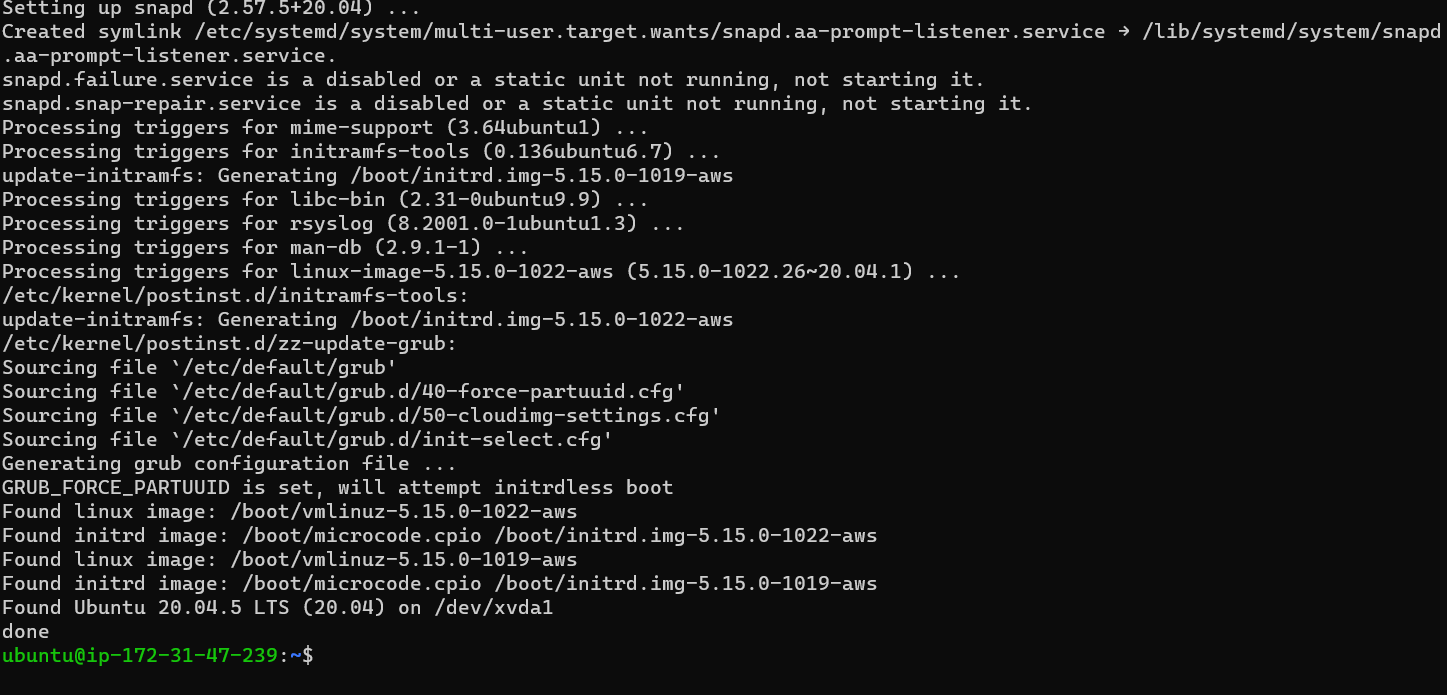 Setting up snapd (2.57.5+20.04) ...
Created symlink /etc/systemd/system/multi-user.target.wants/snapd.aa-prompt-listener.service → /lib/systemd/system/snapd
.aa-prompt-listener.service.
snapd.failure.service is a disabled or a static unit not running, not starting it.
snapd.snap-repair.service is a disabled or a static unit not running, not starting it.
Processing triggers for mime-support (3.64ubuntu1) ...
Processing triggers for initramfs-tools (0.136ubuntu6.7) ...
update-initramfs: Generating /boot/initrd.img-5.15.0-1019-aws
Processing triggers for libc-bin (2.31-0ubuntu9.9) ...
Processing triggers for rsyslog (8.2001.0-1ubuntu1.3) ...
Processing triggers for man-db (2.9.1-1) ...
Processing triggers for linux-image-5.15.0-1022-aws (5.15.0-1022.26~20.04.1) ...
/etc/kernel/postinst.d/initramfs-tools:
update-initramfs: Generating /boot/initrd.img-5.15.0-1022-aws
/etc/kernel/postinst.d/zz-update-grub:
Sourcing file `/etc/default/grub'
Sourcing file `/etc/default/grub.d/40-force-partuuid.cfg'
Sourcing file `/etc/default/grub.d/50-cloudimg-settings.cfg'
Sourcing file `/etc/default/grub.d/init-select.cfg'
Generating grub configuration file ...
GRUB_FORCE_PARTUUID is set, will attempt initrdless boot
Found linux image: /boot/vmlinuz-5.15.0-1022-aws
Found initrd image: /boot/microcode.cpio /boot/initrd.img-5.15.0-1022-aws
Found linux image: /boot/vmlinuz-5.15.0-1019-aws
Found initrd image: /boot/microcode.cpio /boot/initrd.img-5.15.0-1019-aws
Found Ubuntu 20.04.5 LTS (20.04) on /dev/xvda1
done
ubuntu@ip-172-31-47-239:~$